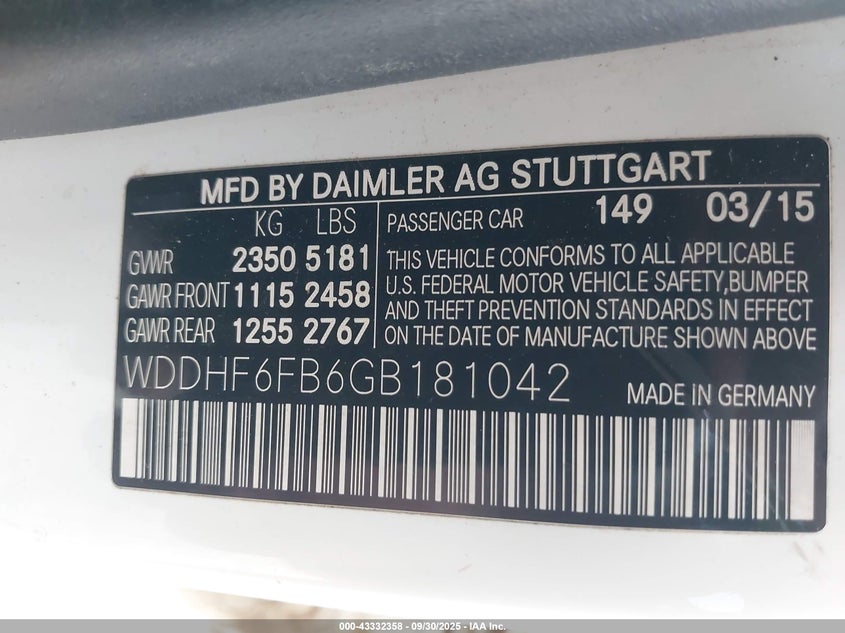 MFD BY DAIMLER AG STUTTGART
KG LBS
GVWR 2350 5181
GAWR FRONT 1115 2458
GAWR REAR 1255 2767
PASSENGER CAR 149 03/15
THIS VEHICLE CONFORMS TO ALL APPLICABLE
U.S. FEDERAL MOTOR VEHICLE SAFETY,BUMPER
AND THEFT PREVENTION STANDARDS IN EFFECT
ON THE DATE OF MANUFACTURE SHOWN ABOVE
WDDHF6FB6GB181042
MADE IN GERMANY
000-43332358 - 09/30/2025 - IAA Inc.